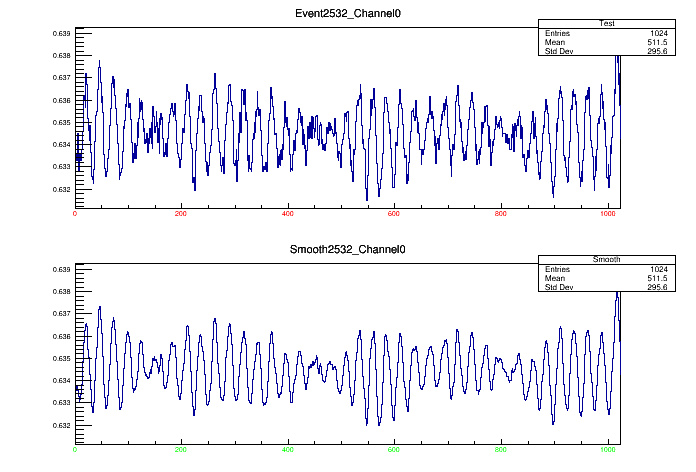 Event2532_Channel0
Test
Entries 1024
Mean 511.5
Std Dev 295.6
0.639
0.638
0.637
0.636
0.635
0.634
0.633
0.632
0 200 400 600 800 1000
Smooth2532_Channel0
Smooth
Entries 1024
Mean 511.5
Std Dev 295.6
0.639
0.638
0.637
0.636
0.635
0.634
0.633
0.632
0 200 400 600 800 1000